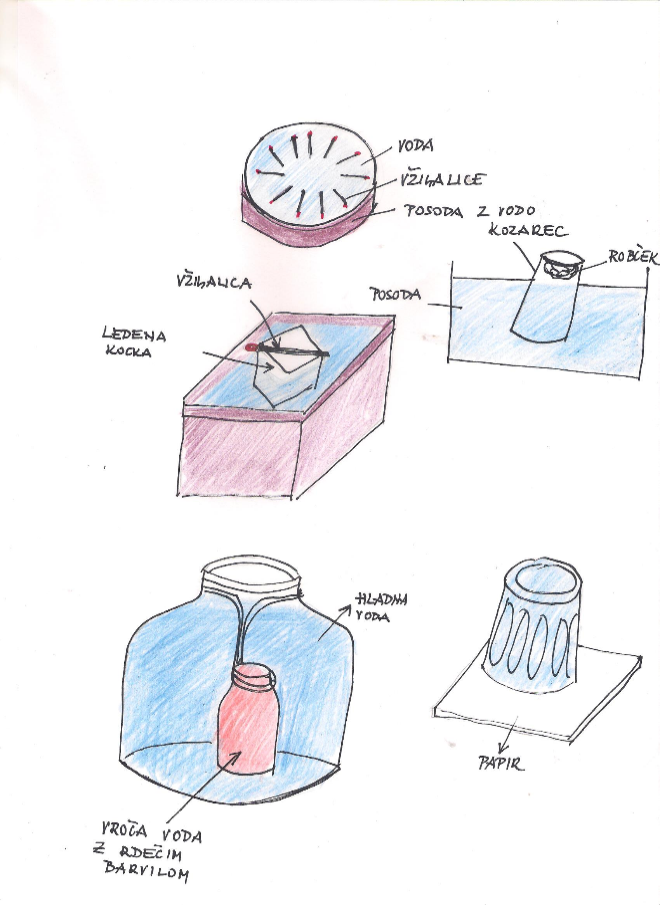 VODA
VŽIGALICE
POSODA Z VODO
KOZAREC
ROBČEK
POSODA
VŽIGALICA
LEDENA
KOCKA
HLADNA
VODA
PAPIR
VROČA VODA
Z RDEČIM
BARVILOM